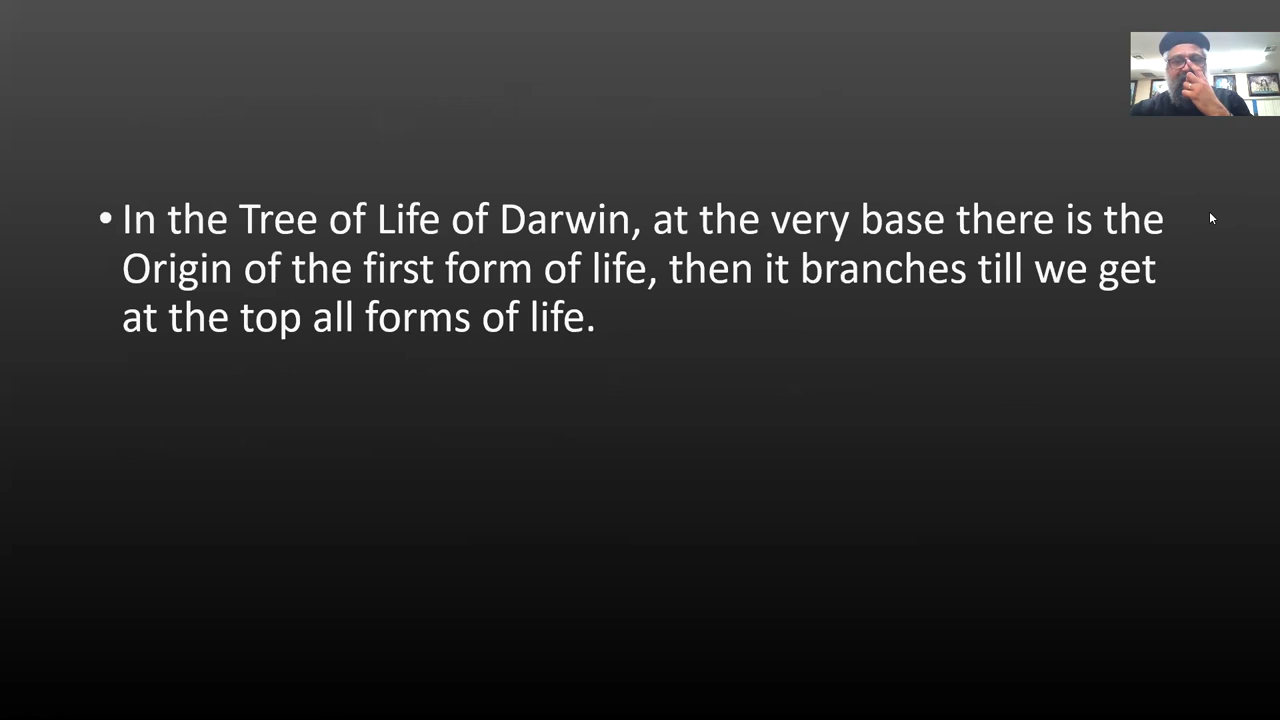 • In the Tree of Life of Darwin, at the very base there is the
Origin of the first form of life, then it branches till we get
at the top all forms of life.